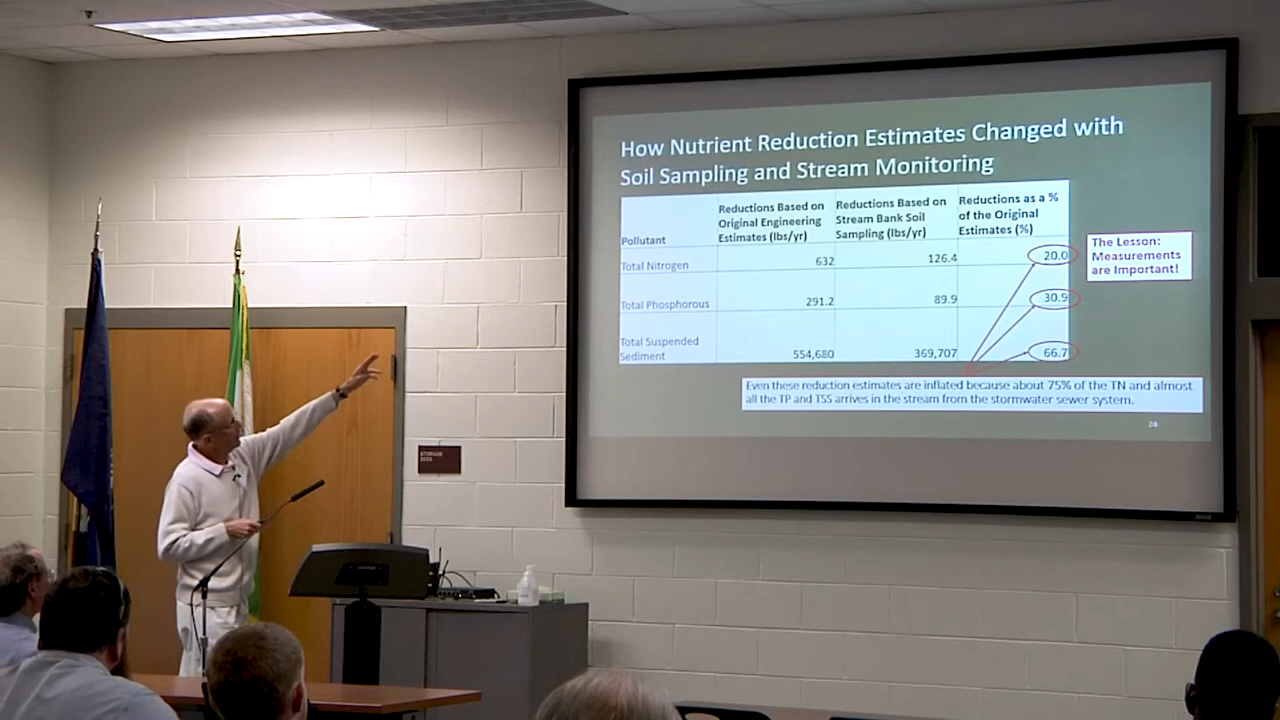 How Nutrient Reduction Estimates Changed with
Soil Sampling and Stream Monitoring
Pollutant
Reductions Based on
Original Engineering
Estimates (lbs/yr)
Reductions Based on
Stream Bank Soil
Sampling (lbs/yr)
Reductions as a %
of the Original
Estimates (%)
Total Nitrogen 632 126.4 20.0
Total Phosphorous 291.2 89.9 30.9
Total Suspended
Sediment 554,680 369,707 66.7
The Lesson:
Measurements
are Important!
Even these reduction estimates are inflated because about 75% of the TN and almost
all the TP and TSS arrives in the stream from the stormwater sewer system.
24
STORAGE